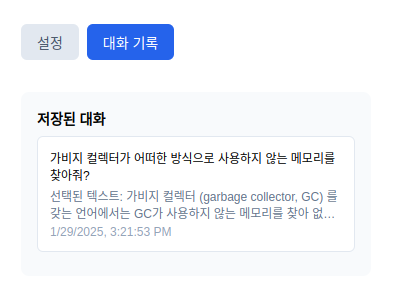 설정
대화 기록
저장된 대화
가비지 컬렉터가 어떠한 방식으로 사용하지 않는 메모리를
찾아줘?
선택된 텍스트: 가비지 컬렉터 (garbage collector, GC) 를
갖는 언어에서는 GC가 사용하지 않는 메모리를 찾아 없...
1/29/2025, 3:21:53 PM